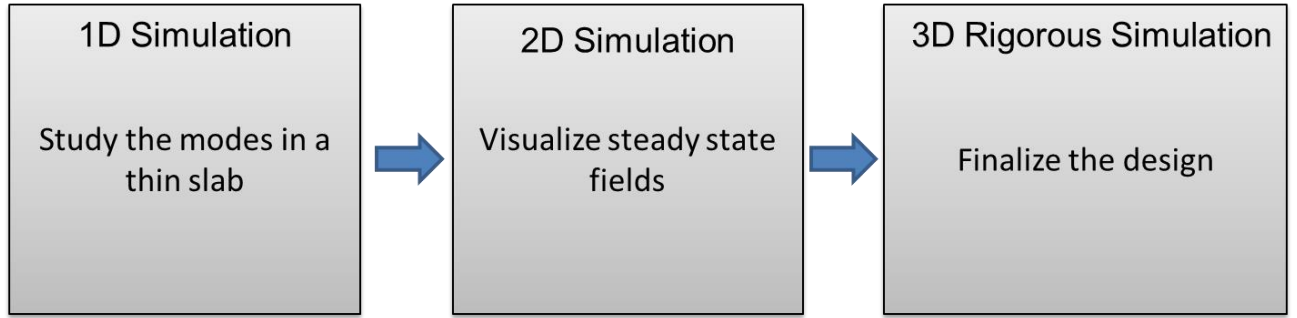 1D Simulation
Study the modes in a
thin slab
2D Simulation
Visualize steady state
fields
3D Rigorous Simulation
Finalize the design